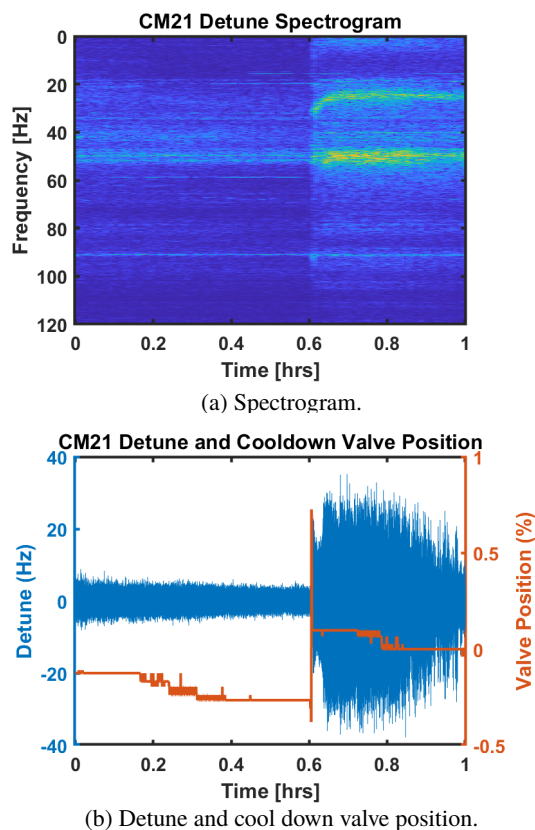 CM21 Detune Spectrogram
0
20
40
60
80
100
120
Frequency [Hz]
0 0.2 0.4 0.6 0.8 1
Time [hrs]
(a) Spectrogram.
CM21 Detune and Cooldown Valve Position
40
20
0
-20
-40
Detune (Hz)
1
0.5
0
-0.5
Valve Position (%)
0 0.2 0.4 0.6 0.8 1
Time [hrs]
(b) Detune and cool down valve position.